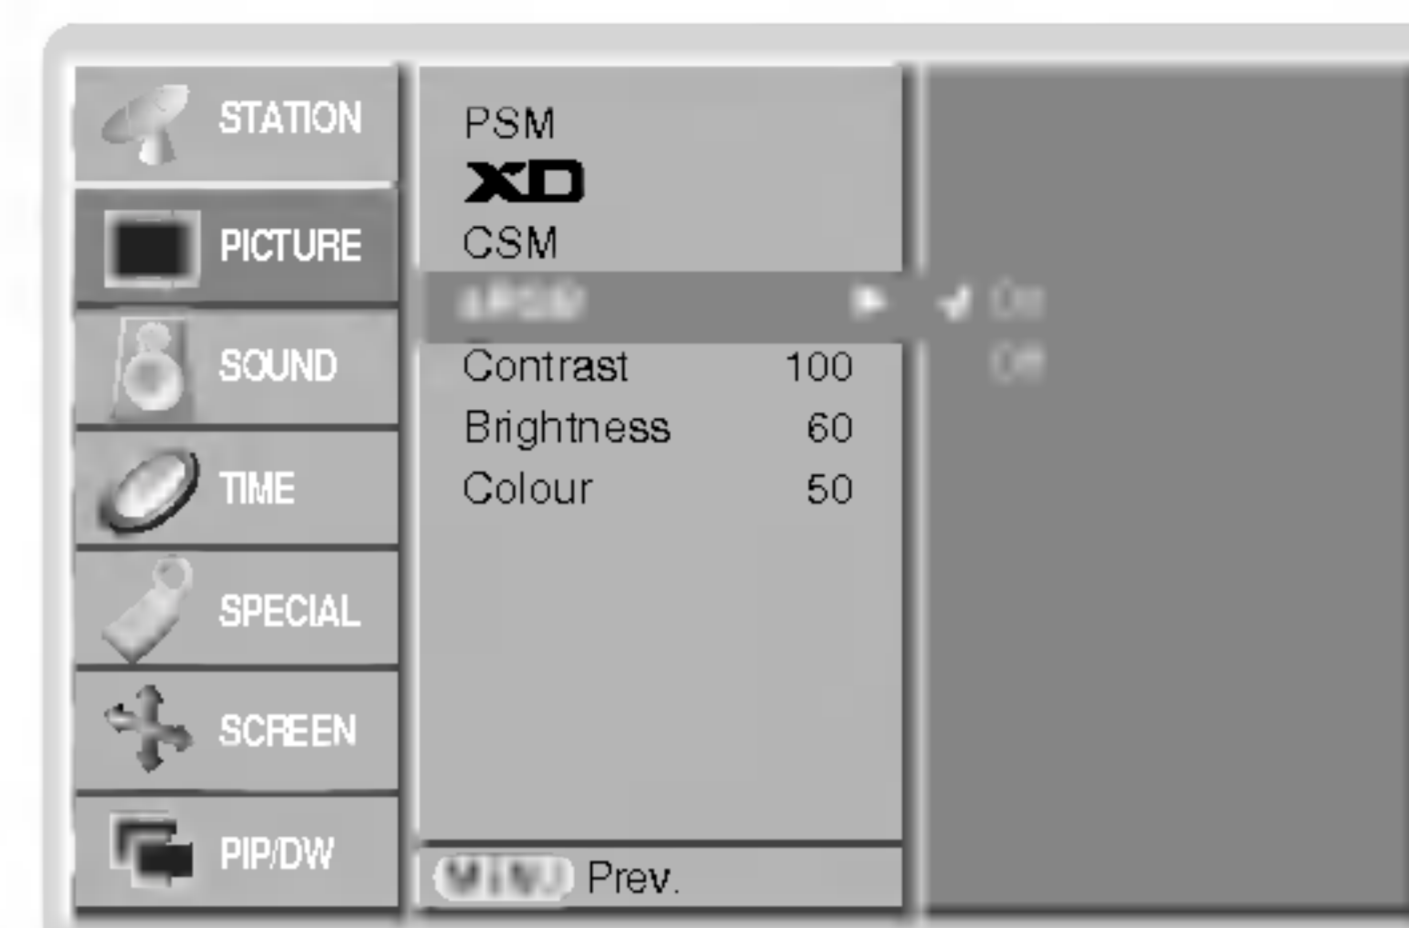 STATION
PICTURE
SOUND
TIME
SPECIAL
SCREEN
PIP/DW
PSM
XD
CSM
Contrast 100
Brightness 60
Colour 50
Prev.